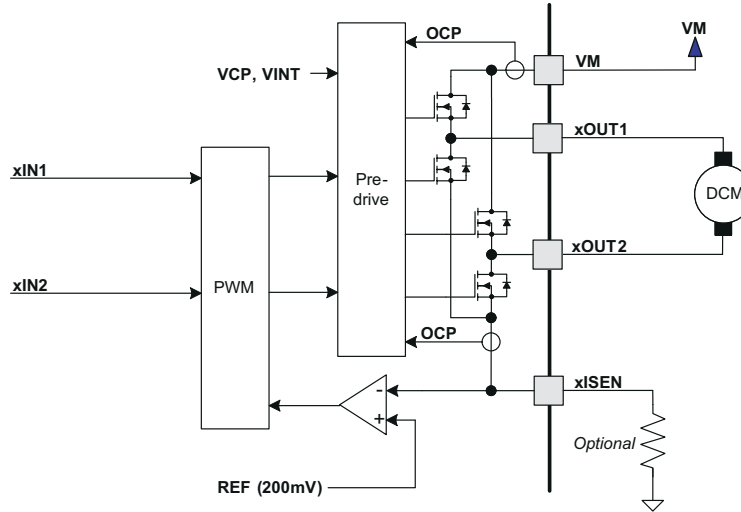 OCP
VM
VM
VCP, VINT
xOUT1
xIN1
Pre-
drive
DCM
xOUT2
xIN2
PWM
OCP
-
+
xISEN
Optional
REF (200mV)